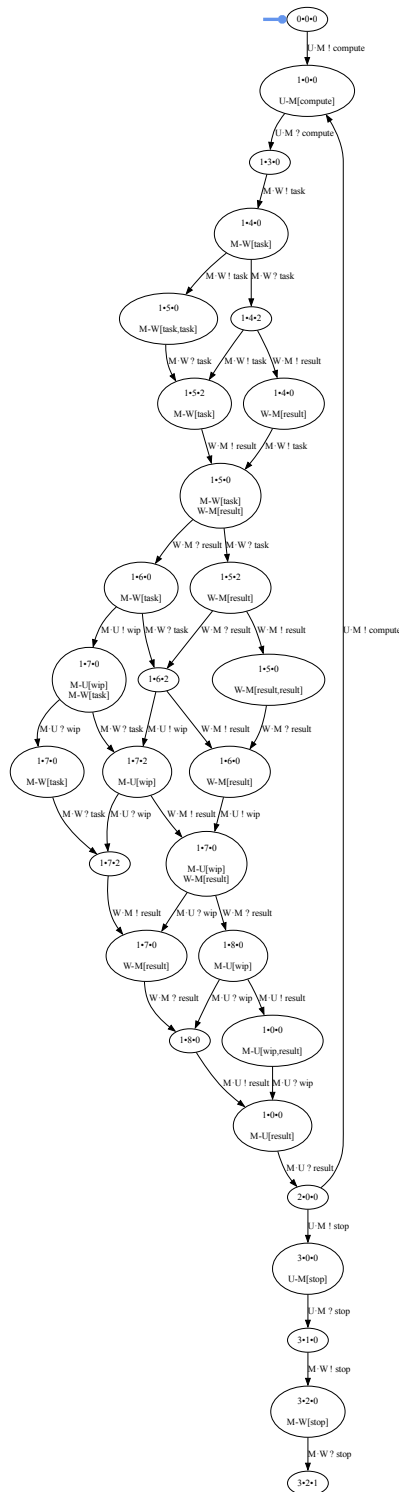 0•0•0
U·M ! compute
1•0•0
U-M[compute]
U·M ? compute
1•3•0
M·W ! task
1•4•0
M-W[task]
M·W ! task
M·W ? task
1•5•0
M-W[task,task]
1•4•2
M·W ? task
M·W ! task
W·M ! result
1•5•2
M-W[task]
1•4•0
W-M[result]
W·M ! result
M·W ! task
1•5•0
M-W[task]
W-M[result]
W·M ? result
M·W ? task
1•6•0
M-W[task]
1•5•2
W-M[result]
M·U ! wip
M·W ? task
W·M ? result
W·M ! result
U·M ! compute
1•7•0
M-U[wip]
M-W[task]
1•6•2
1•5•0
W-M[result,result]
M·U ? wip
M·W ? task
M·U ! wip
W·M ! result
W·M ? result
1•7•0
M-W[task]
1•7•2
M-U[wip]
1•6•0
W-M[result]
M·W ? task
M·U ? wip
W·M ! result
M·U ! wip
1•7•2
1•7•0
M-U[wip]
W-M[result]
W·M ! result
M·U ? wip
W·M ? result
1•7•0
W-M[result]
1•8•0
M-U[wip]
W·M ? result
M·U ? wip
M·U ! result
1•8•0
1•0•0
M-U[wip,result]
M·U ! result
M·U ? wip
1•0•0
M-U[result]
M·U ? result
2•0•0
U·M ! stop
3•0•0
U-M[stop]
U·M ? stop
3•1•0
M·W ! stop
3•2•0
M-W[stop]
M·W ? stop
3•2•1